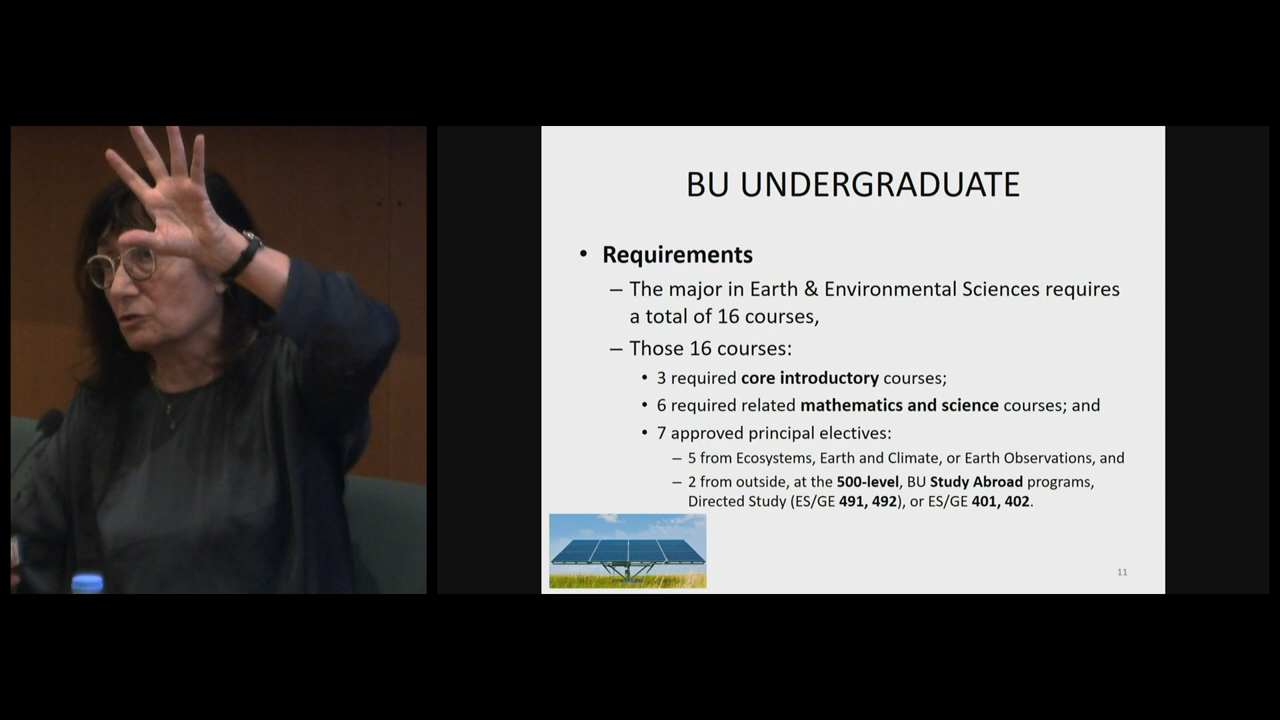 BU UNDERGRADUATE
• Requirements
– The major in Earth & Environmental Sciences requires
a total of 16 courses,
– Those 16 courses:
• 3 required core introductory courses;
• 6 required related mathematics and science courses; and
• 7 approved principal electives:
– 5 from Ecosystems, Earth and Climate, or Earth Observations, and
– 2 from outside, at the 500-level, BU Study Abroad programs,
Directed Study (ES/GE 491, 492), or ES/GE 401, 402.
11